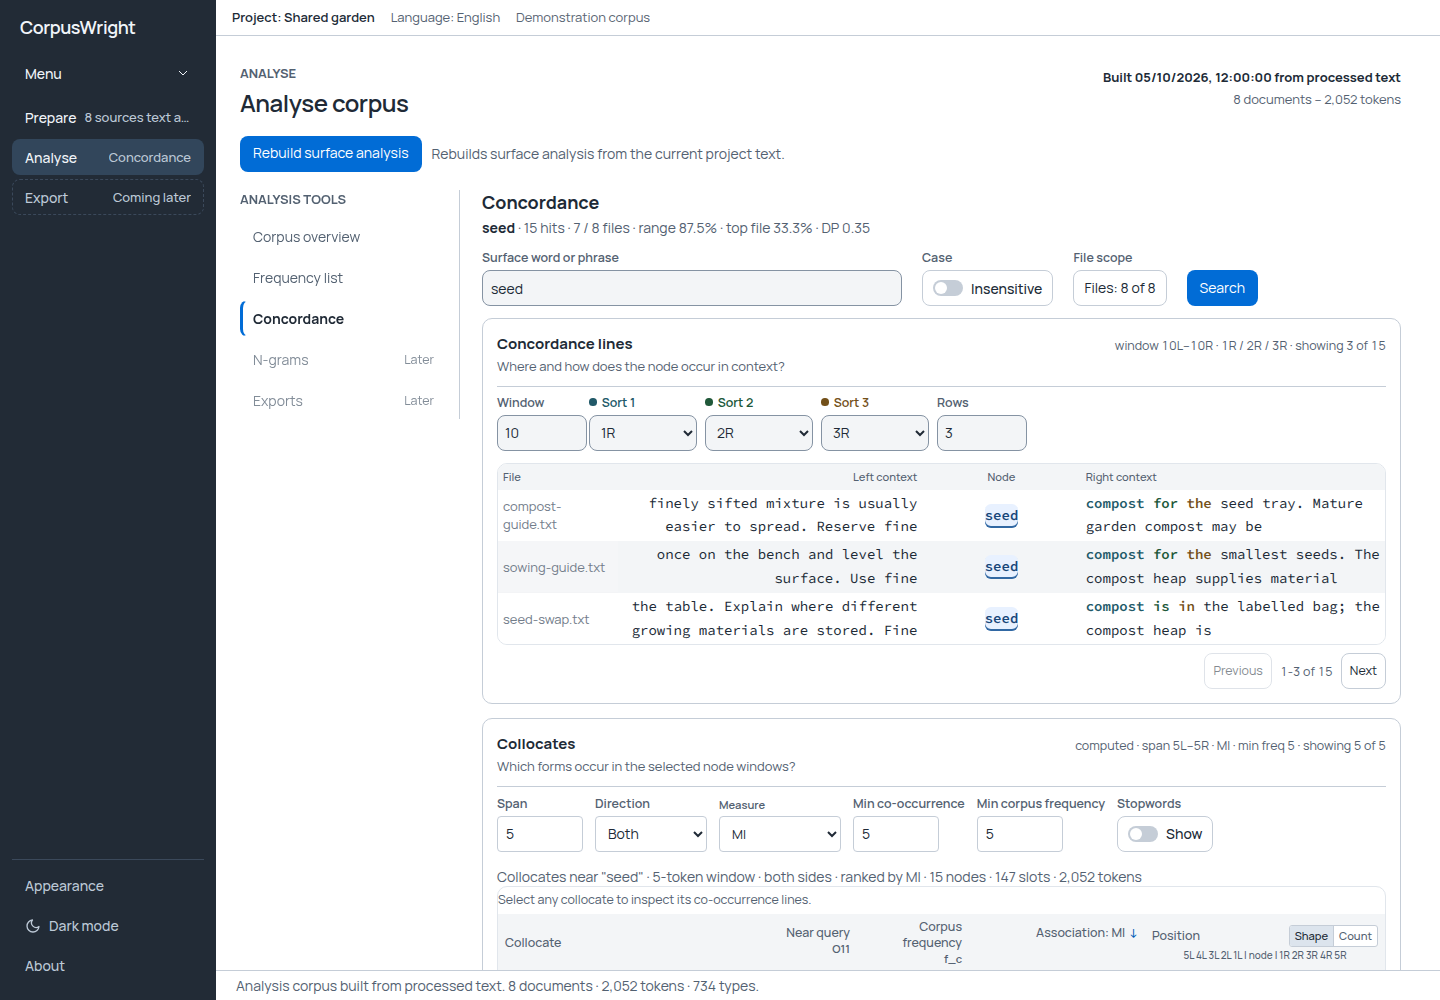 CorpusWright
Menu
Prepare 8 sources text a...
Analyse Concordance
Export Coming later
Appearance
Dark mode
About
Project: Shared garden Language: English Demonstration corpus
ANALYSE
Analyse corpus
Built 05/10/2026, 12:00:00 from processed text
8 documents – 2,052 tokens
Rebuild surface analysis Rebuilds surface analysis from the current project text.
ANALYSIS TOOLS
Corpus overview
Frequency list
Concordance
N-grams Later
Exports Later
Concordance
seed · 15 hits · 7 / 8 files · range 87.5% · top file 33.3% · DP 0.35
Surface word or phrase Case File scope
seed Insensitive Files: 8 of 8 Search
Concordance lines
window 10L–10R · 1R / 2R / 3R · showing 3 of 15
Where and how does the node occur in context?
Window Sort 1 Sort 2 Sort 3 Rows
10 1R 2R 3R 3
File Left context Node Right context
compost-guide.txt finely sifted mixture is usually easier to spread. Reserve fine seed compost for the seed tray. Mature garden compost may be
sowing-guide.txt once on the bench and level the surface. Use fine seed compost for the smallest seeds. The compost heap supplies material
seed-swap.txt the table. Explain where different growing materials are stored. Fine seed compost is in the labelled bag; the compost heap is
Previous 1-3 of 15 Next
Collocates
computed · span 5L–5R · MI · min freq 5 · showing 5 of 5
Which forms occur in the selected node windows?
Span Direction Measure Min co-occurrence Min corpus frequency Stopwords
5 Both MI 5 5 Show
Collocates near "seed" · 5-token window · both sides · ranked by MI · 15 nodes · 147 slots · 2,052 tokens
Select any collocate to inspect its co-occurrence lines.
Collocate Near query O11 Corpus frequency f_c Association: MI ↓ Position Shape Count
5L 4L 3L 2L 1L | node | 1R 2R 3R 4R 5R
Analysis corpus built from processed text. 8 documents · 2,052 tokens · 734 types.